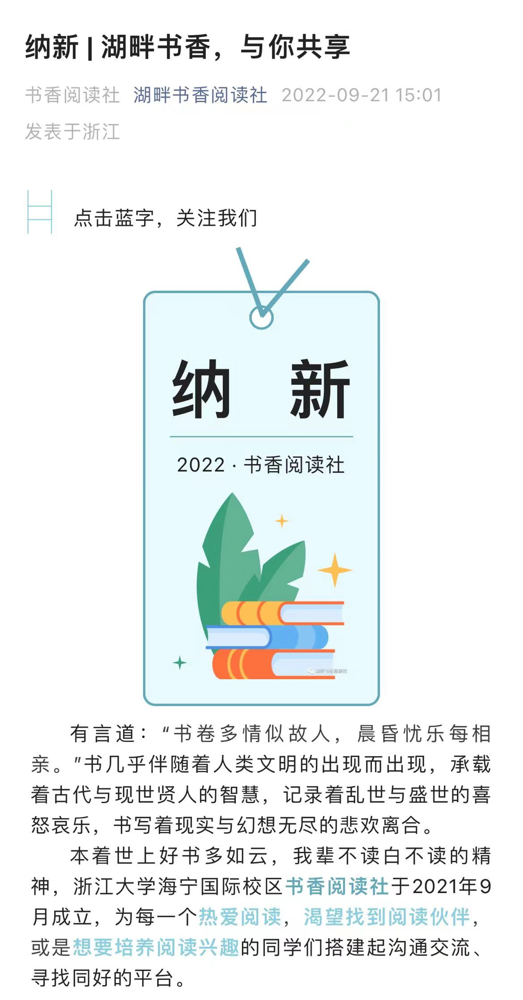 纳新 | 湖畔书香，与你共享
书香阅读社 湖畔书香阅读社 2022-09-21 15:01
发表于浙江
点击蓝字，关注我们
纳 新
2022 · 书香阅读社
湖畔书香阅读社
有言道：“书卷多情似故人，晨昏忧乐每相
亲。”书几乎伴随着人类文明的出现而出现，承载
着古代与现世贤人的智慧，记录着乱世与盛世的喜
怒哀乐，书写着现实与幻想无尽的悲欢离合。
本着世上好书多如云，我辈不读白不读的精
神，浙江大学海宁国际校区书香阅读社于2021年9
月成立，为每一个热爱阅读，渴望找到阅读伙伴，
或是想要培养阅读兴趣的同学们搭建起沟通交流、
寻找同好的平台。